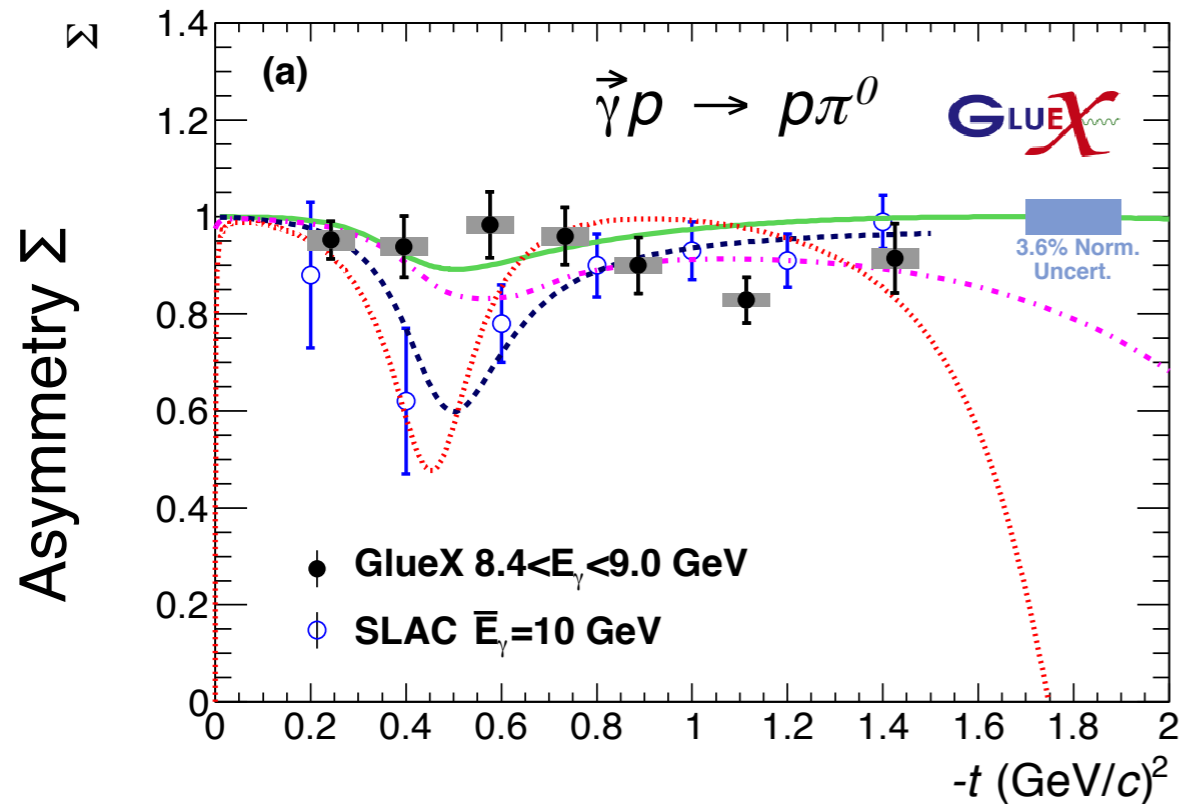 Σ
Asymmetry Σ
1.4
1.2
1
0.8
0.6
0.4
0.2
0
(a)
γ⃗p → pπ⁰
GLUEX
3.6% Norm.
Uncert.
GlueX 8.4<Eγ<9.0 GeV
SLAC E̅γ=10 GeV
0 0.2 0.4 0.6 0.8 1 1.2 1.4 1.6 1.8 2
-t (GeV/c)²